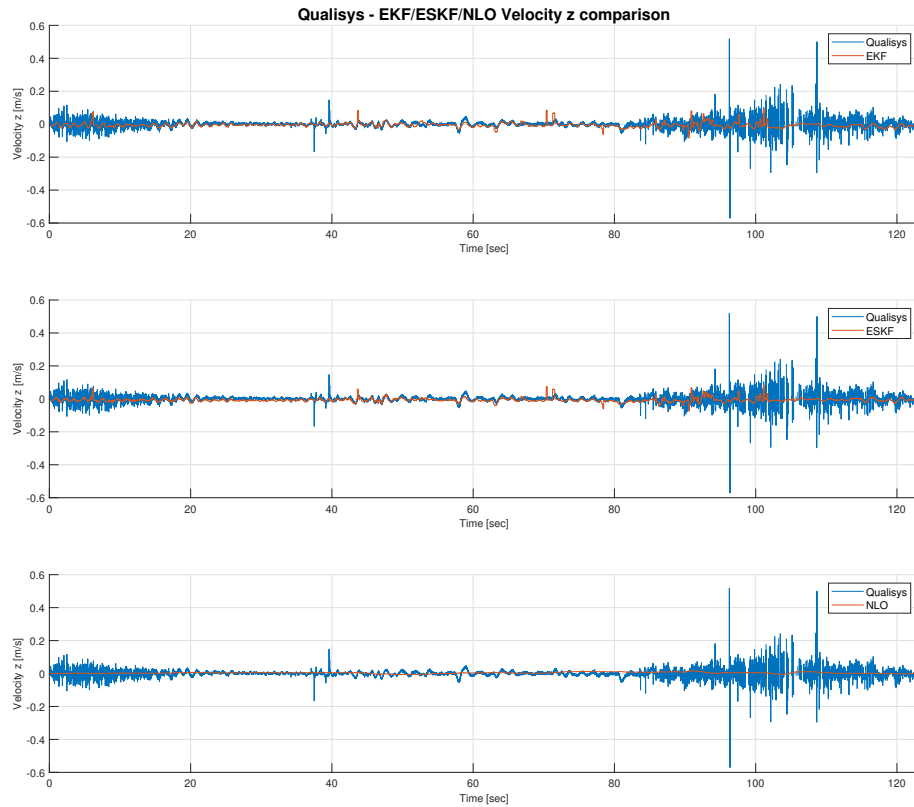 Qualisys - EKF/ESKF/NLO Velocity z comparison
0.6
0.4
0.2
0
-0.2
-0.4
-0.6
Velocity z [m/s]
Qualisys
EKF
0 20 40 60 80 100 120
Time [sec]
0.6
0.4
0.2
0
-0.2
-0.4
-0.6
Velocity z [m/s]
Qualisys
ESKF
0 20 40 60 80 100 120
Time [sec]
0.6
0.4
0.2
0
-0.2
-0.4
-0.6
Velocity z [m/s]
Qualisys
NLO
0 20 40 60 80 100 120
Time [sec]